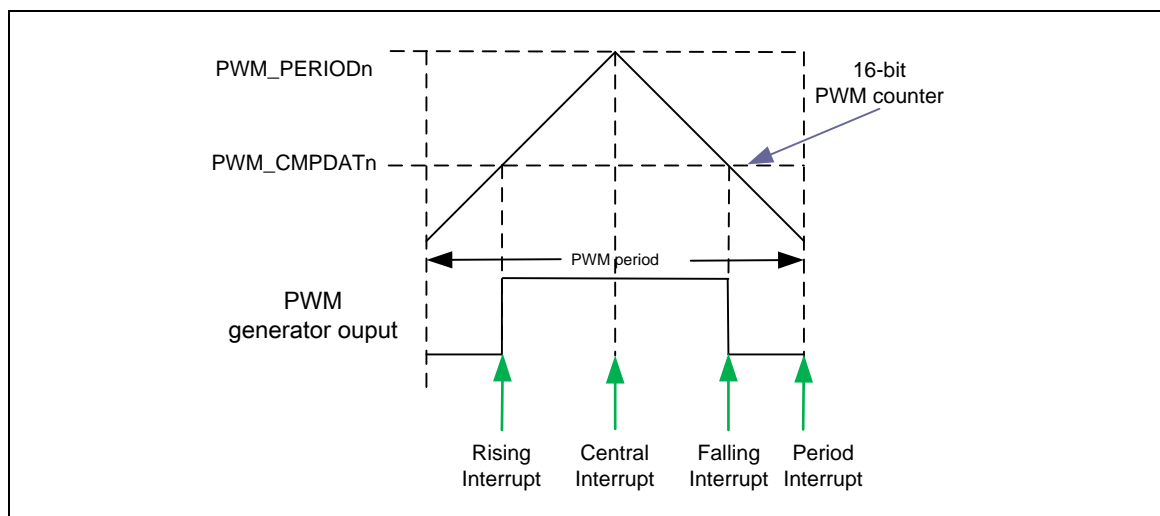 PWM_PERIODn
16-bit
PWM counter
PWM_CMPDATn
PWM period
PWM
generator ouput
Rising
Interrupt
Central
Interrupt
Falling
Interrupt
Period
Interrupt